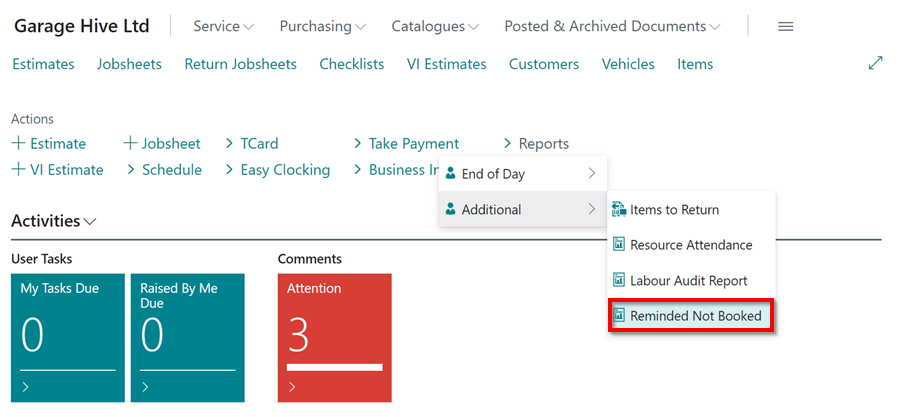 Garage Hive Ltd Service Purchasing Catalogues Posted & Archived Documents
Estimates Jobsheets Return Jobsheets Checklists VI Estimates Customers Vehicles Items
Actions
Estimate Jobsheet TCard Take Payment Reports
VI Estimate Schedule Easy Clocking Business In
End of Day
Additional
Items to Return
Resource Attendance
Labour Audit Report
Reminded Not Booked
Activities
User Tasks Comments
My Tasks Due Raised By Me Attention
Due
0 0 3